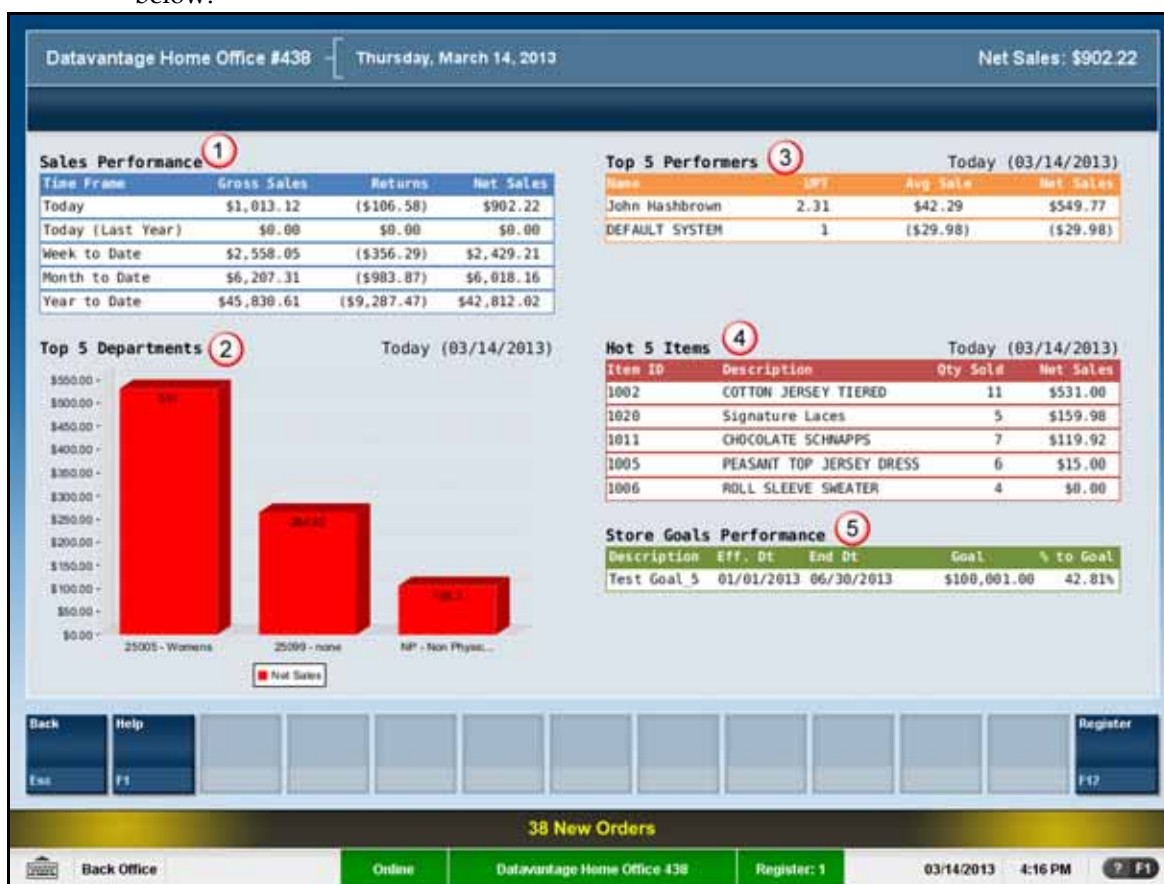 below:
Datavantage Home Office #438 Thursday, March 14, 2013 Net Sales: $902.22
Sales Performance 1
Time Frame Gross Sales Returns Net Sales
Today $1,013.12 ($106.58) $902.22
Today (Last Year) $0.00 $0.00 $0.00
Week to Date $2,558.05 ($356.29) $2,429.21
Month to Date $6,207.31 ($983.87) $6,018.16
Year to Date $45,830.61 ($9,287.47) $42,812.02
Top 5 Performers 3 Today (03/14/2013)
Name UPT Avg Sale Net Sales
John Hashbrown 2.31 $42.29 $549.77
DEFAULT SYSTEM 1 ($29.98) ($29.98)
Top 5 Departments 2 Today (03/14/2013)
$550.00
$500.00
$450.00
$400.00
$350.00
$300.00
$250.00
$200.00
$150.00
$100.00
$50.00
$0.00
25005 - Womens 25099 - none NP - Non Physic...
Net Sales
Hot 5 Items 4 Today (03/14/2013)
Item ID Description Qty Sold Net Sales
1002 COTTON JERSEY TIERED 11 $531.00
1020 Signature Laces 5 $159.98
1011 CHOCOLATE SCHNAPPS 7 $119.92
1005 PEASANT TOP JERSEY DRESS 6 $15.00
1006 ROLL SLEEVE SWEATER 4 $0.00
Store Goals Performance 5
Description Eff. Dt End Dt Goal % to Goal
Test Goal_5 01/01/2013 06/30/2013 $100,001.00 42.81%
Back Help Register
Esc F1 F12
38 New Orders
Back Office Online Datavantage Home Office 438 Register: 1 03/14/2013 4:16 PM ? F1